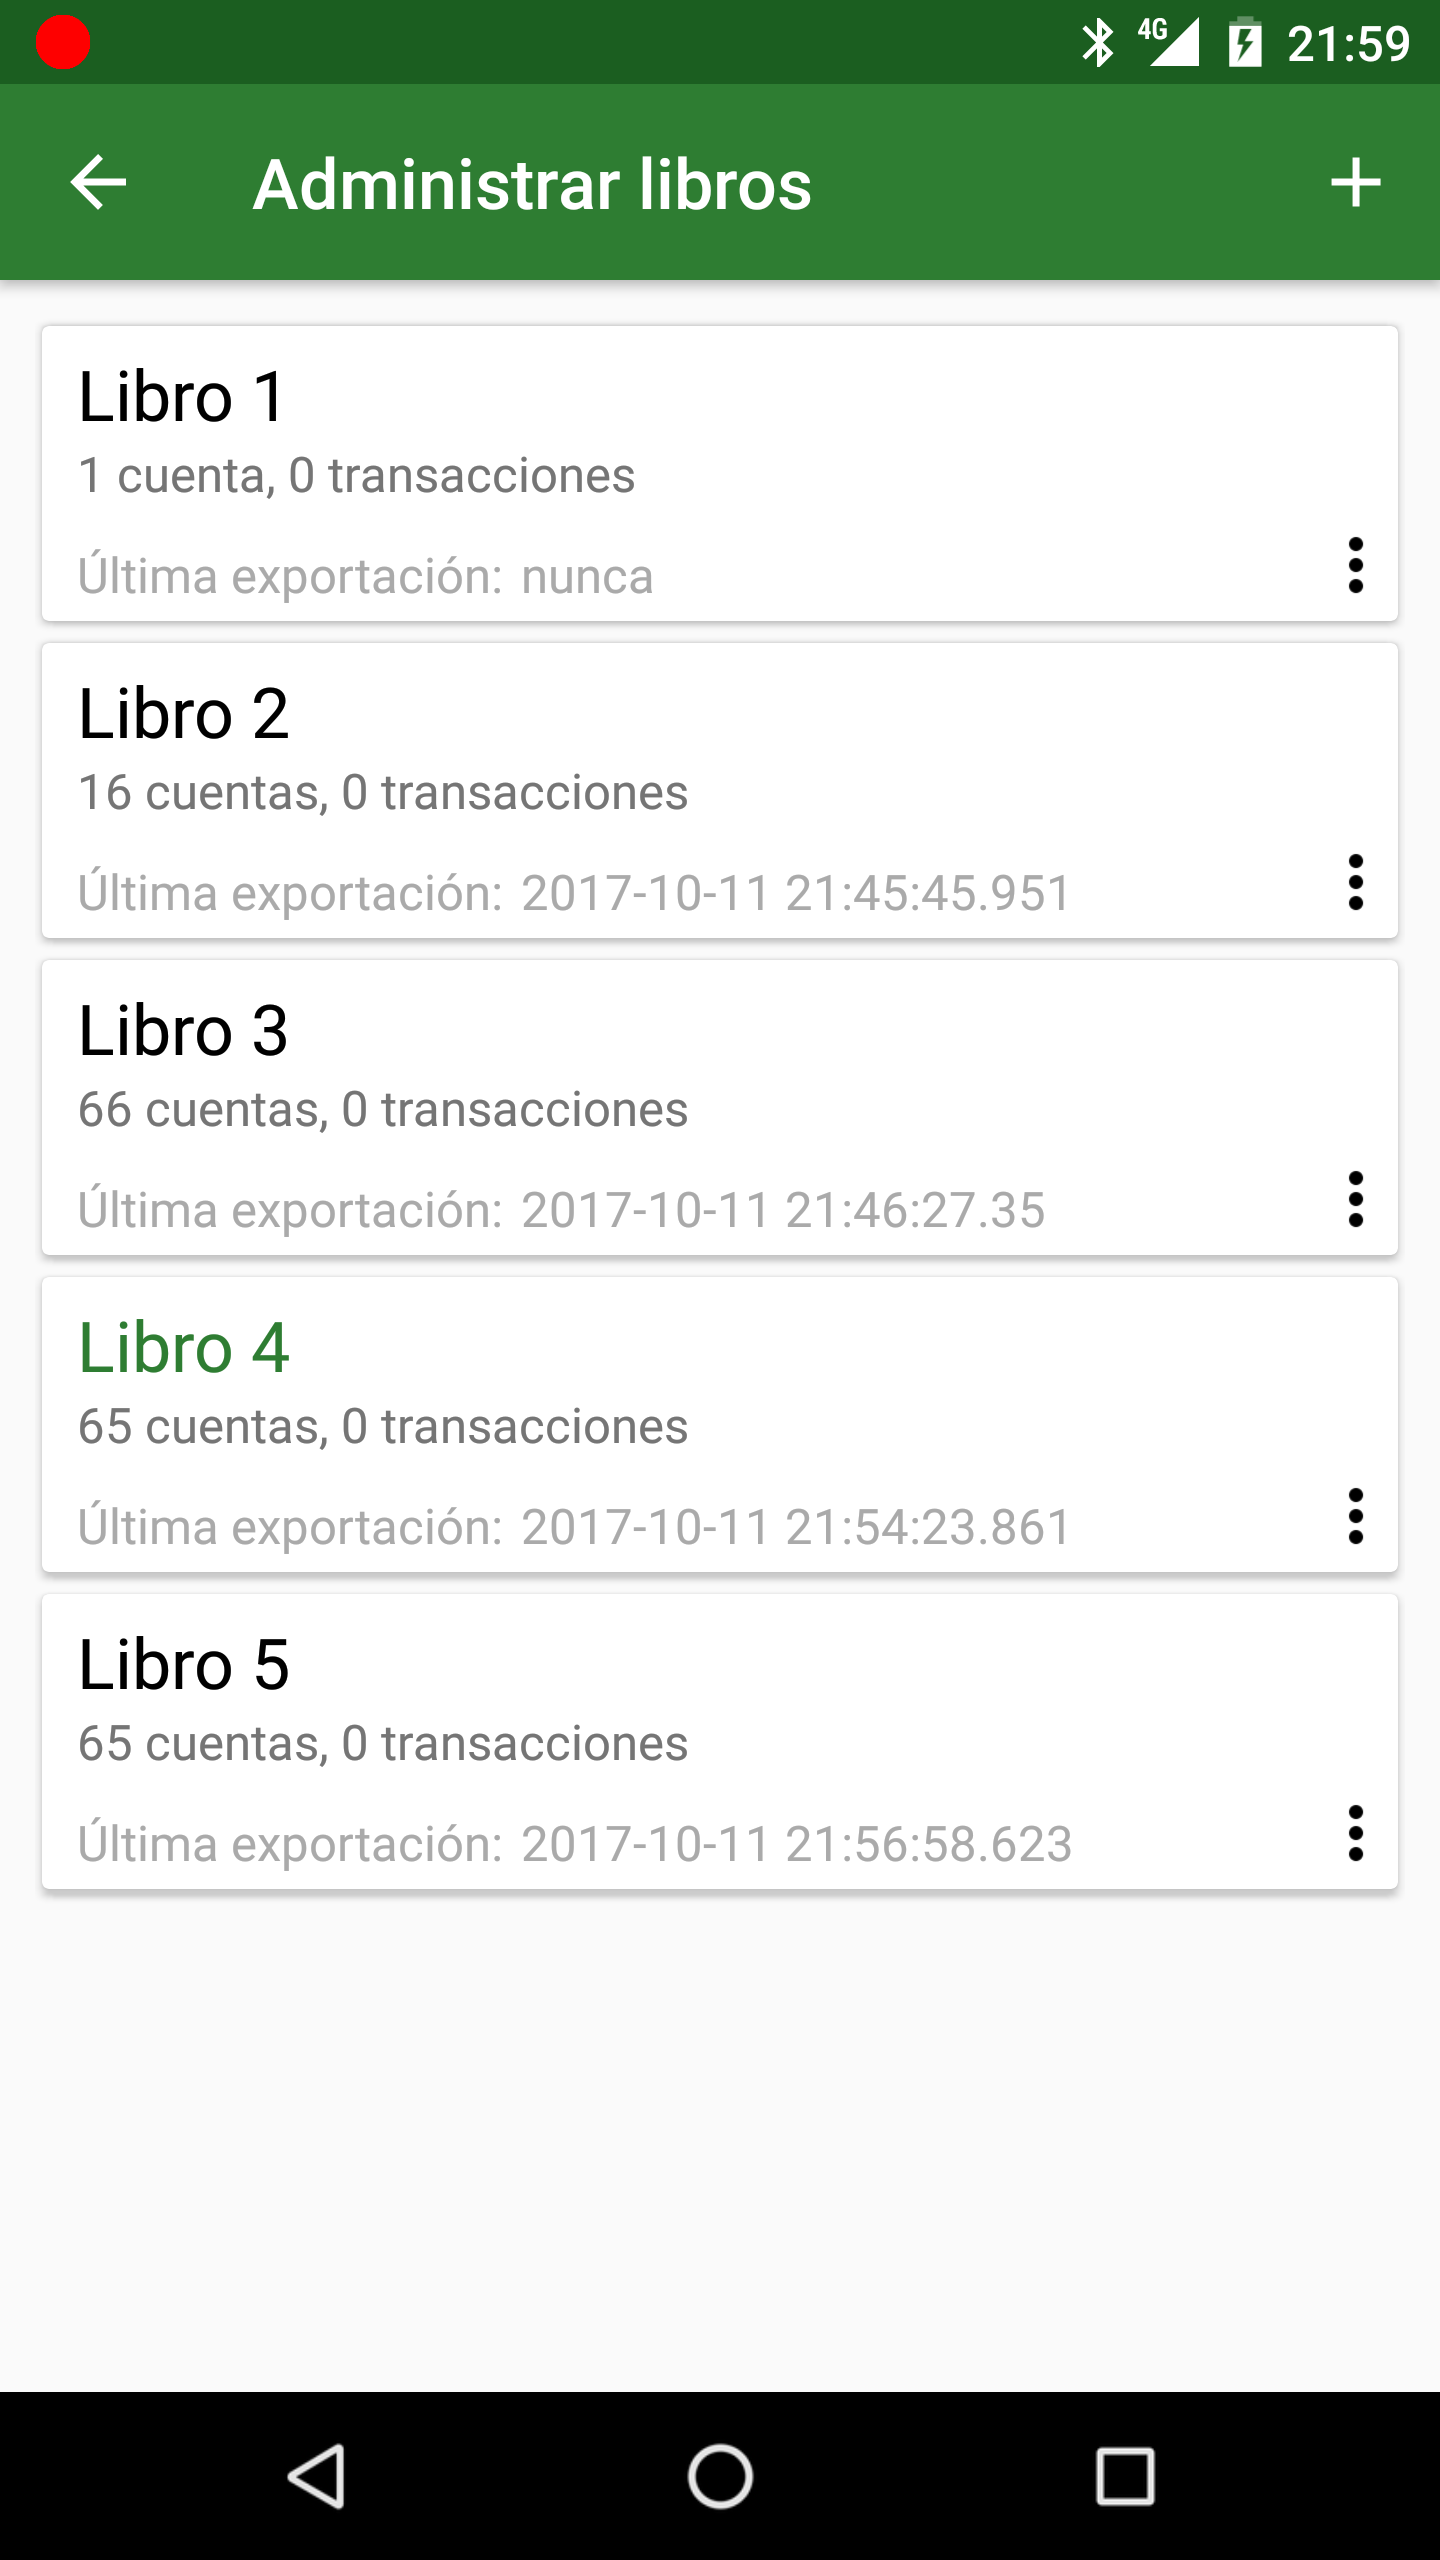 4G 21:59
Administrar libros
Libro 1
1 cuenta, 0 transacciones
Última exportación: nunca
Libro 2
16 cuentas, 0 transacciones
Última exportación: 2017-10-11 21:45:45.951
Libro 3
66 cuentas, 0 transacciones
Última exportación: 2017-10-11 21:46:27.35
Libro 4
65 cuentas, 0 transacciones
Última exportación: 2017-10-11 21:54:23.861
Libro 5
65 cuentas, 0 transacciones
Última exportación: 2017-10-11 21:56:58.623